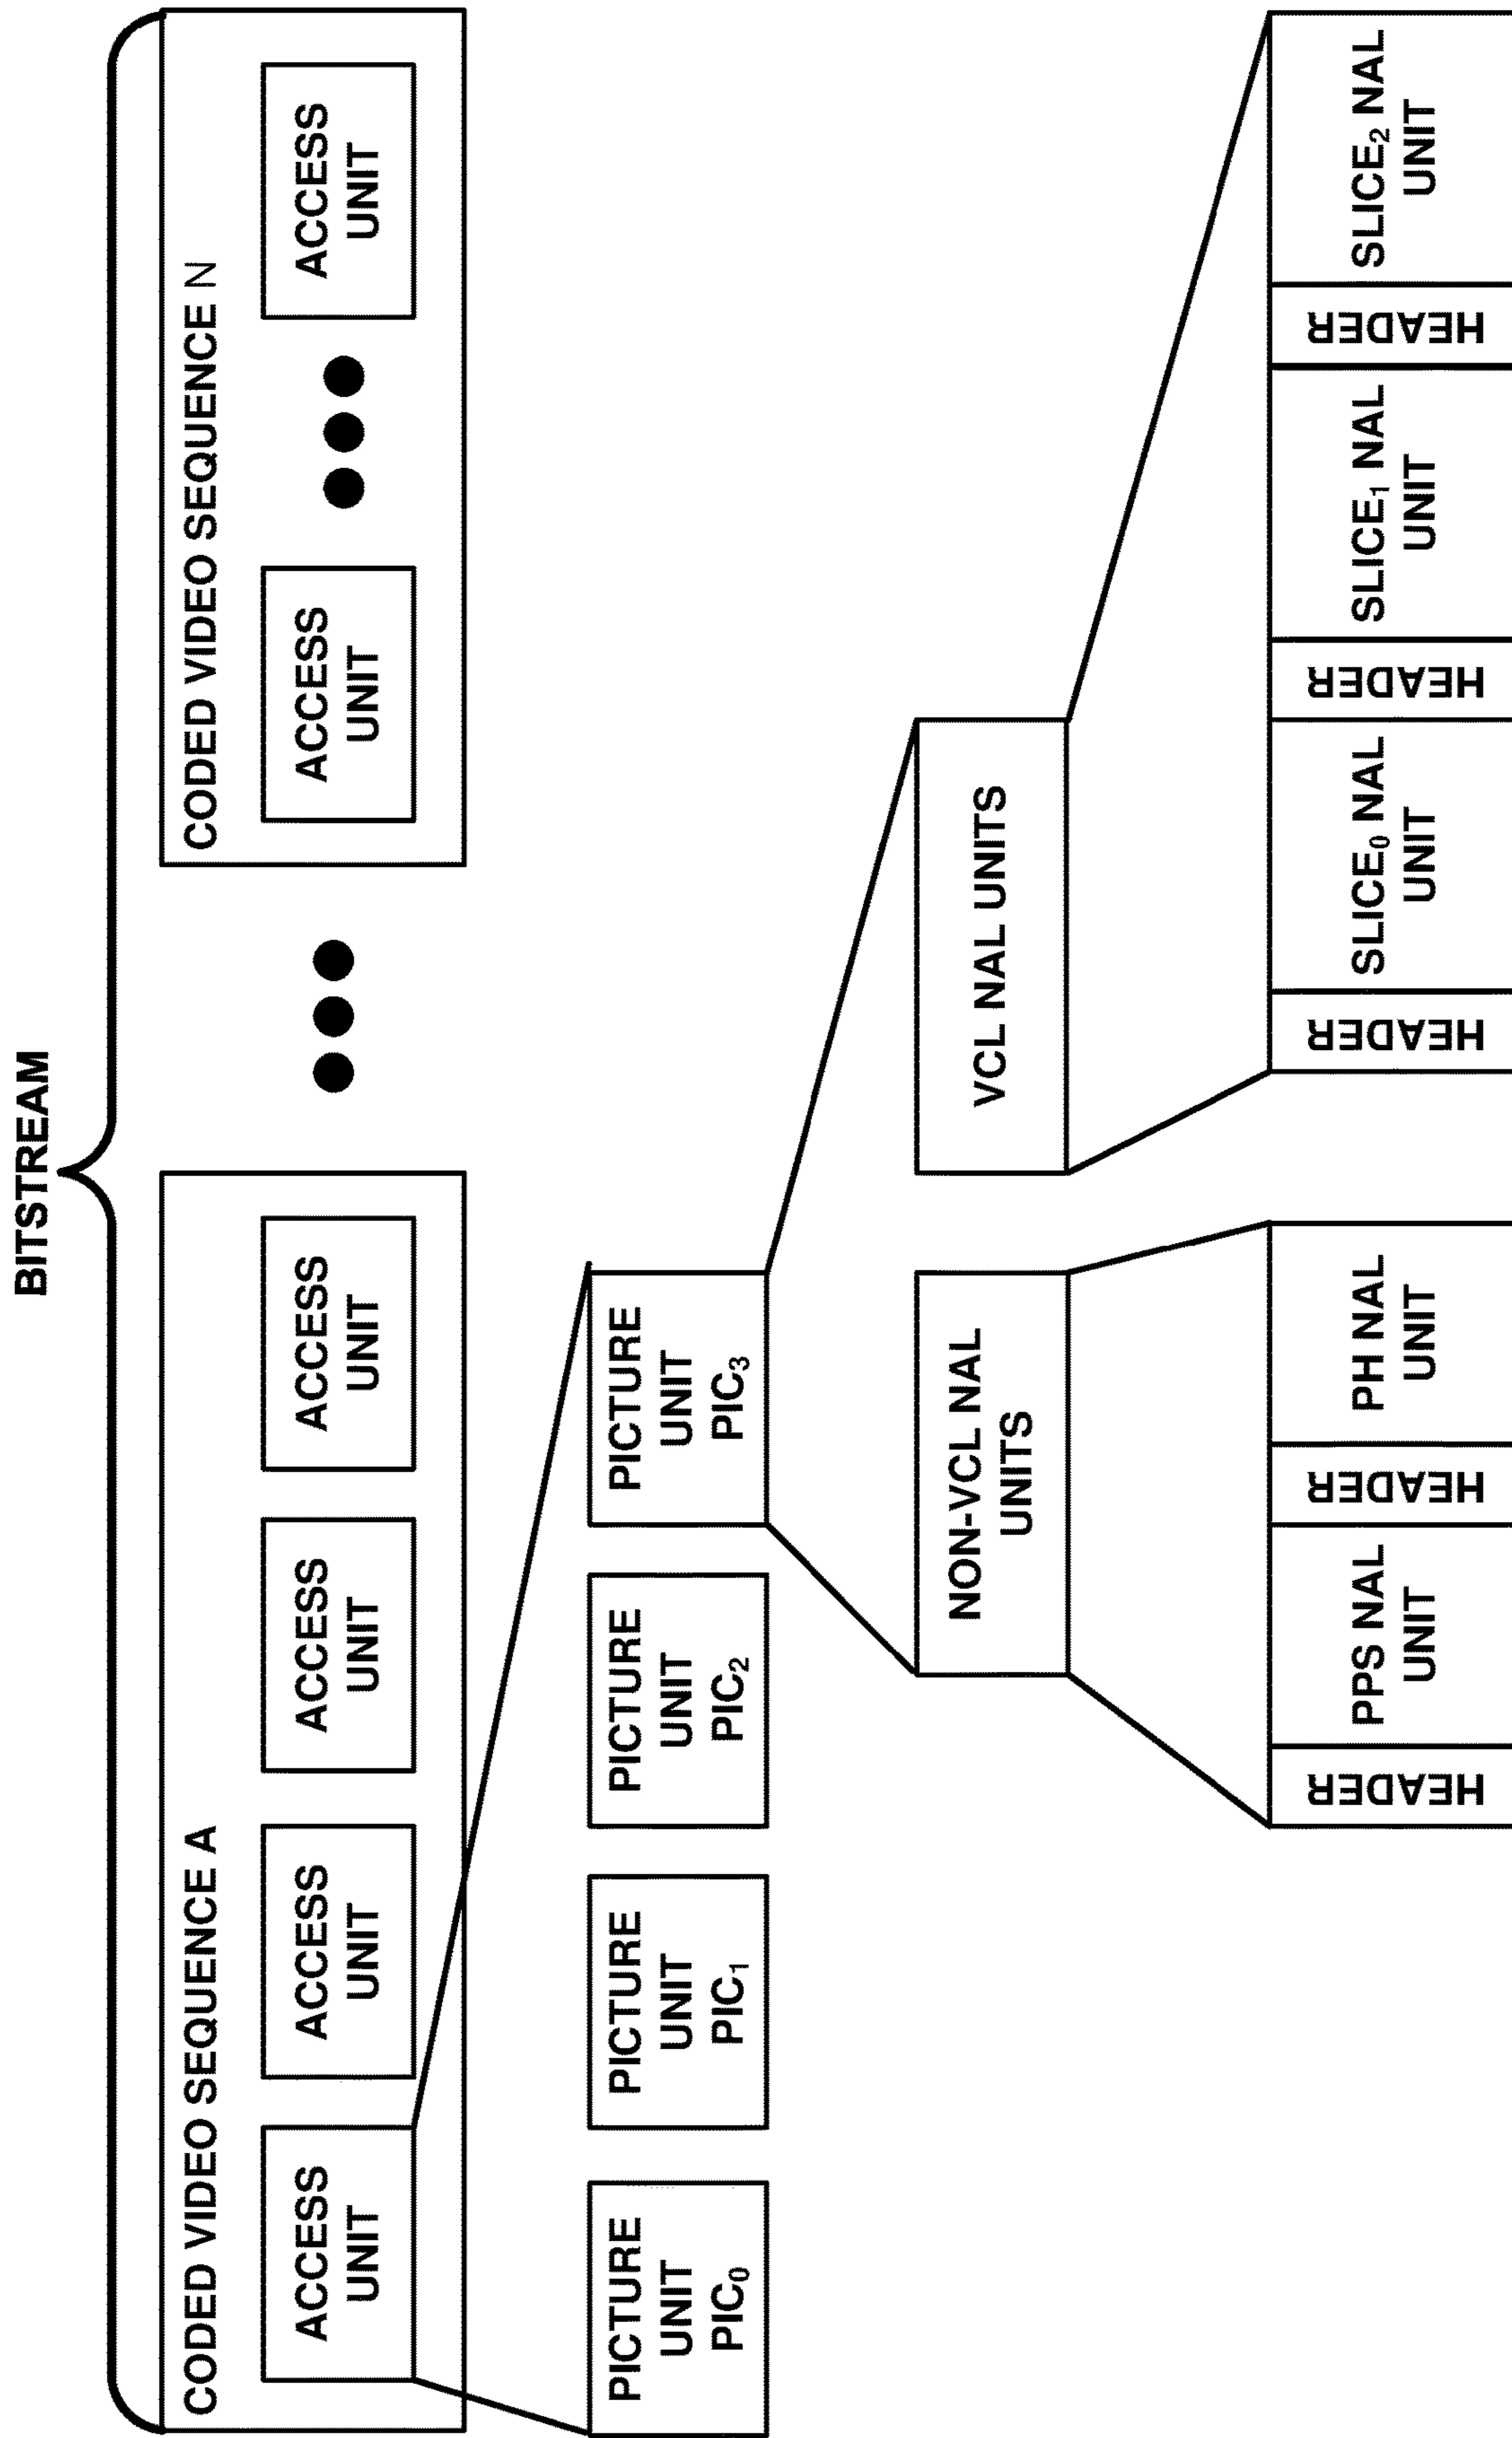 BITSTREAM
CODED VIDEO SEQUENCE A
ACCESS
UNIT
ACCESS
UNIT
ACCESS
UNIT
ACCESS
UNIT
CODED VIDEO SEQUENCE N
ACCESS
UNIT
ACCESS
UNIT
PICTURE
UNIT
PIC₀
PICTURE
UNIT
PIC₁
PICTURE
UNIT
PIC₂
PICTURE
UNIT
PIC₃
NON-VCL NAL
UNITS
VCL NAL UNITS
HEADER
PPS NAL
UNIT
HEADER
PH NAL
UNIT
HEADER
SLICE₀ NAL
UNIT
HEADER
SLICE₁ NAL
UNIT
HEADER
SLICE₂ NAL
UNIT